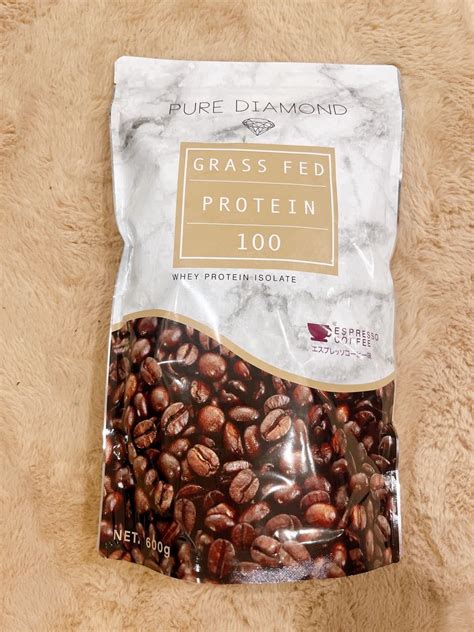 PURE DIAMOND
GRASS FED
PROTEIN
100
WHEY PROTEIN ISOLATE
ESPRESSO
COFFEE
エスプレッソコーヒー味
NET. 600g